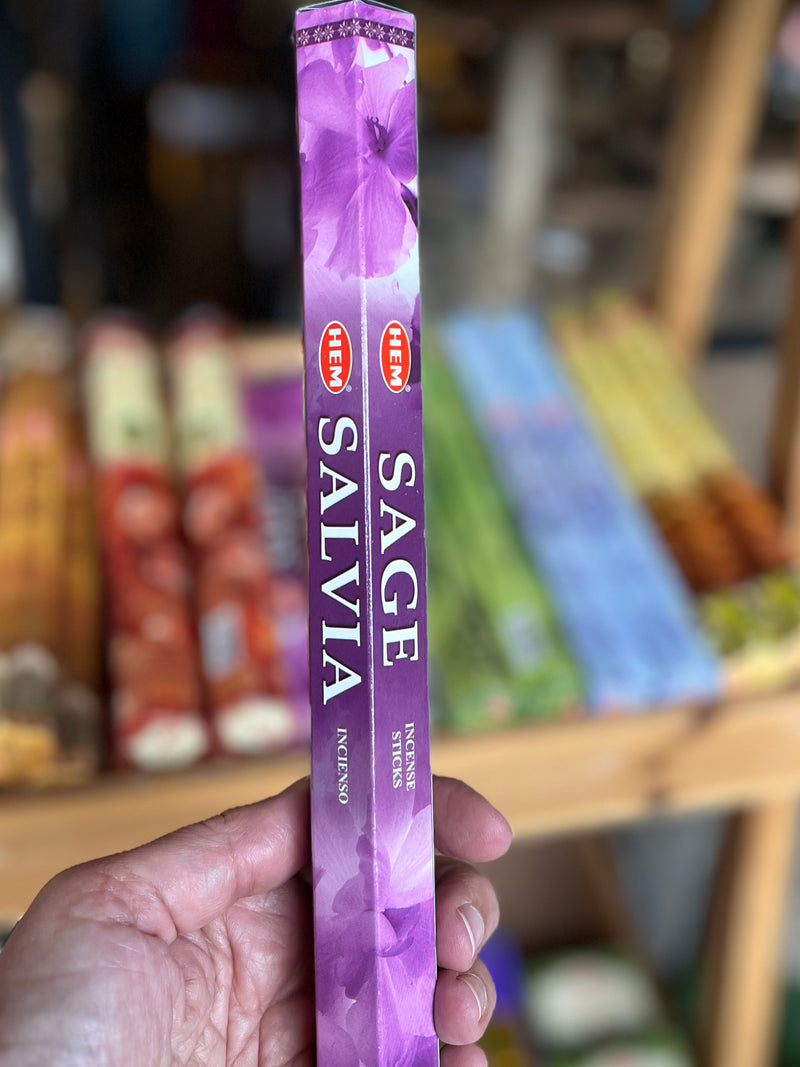 HEM®
SALVIA
INCIENSO
HEM®
SAGE
INCENSE
STICKS